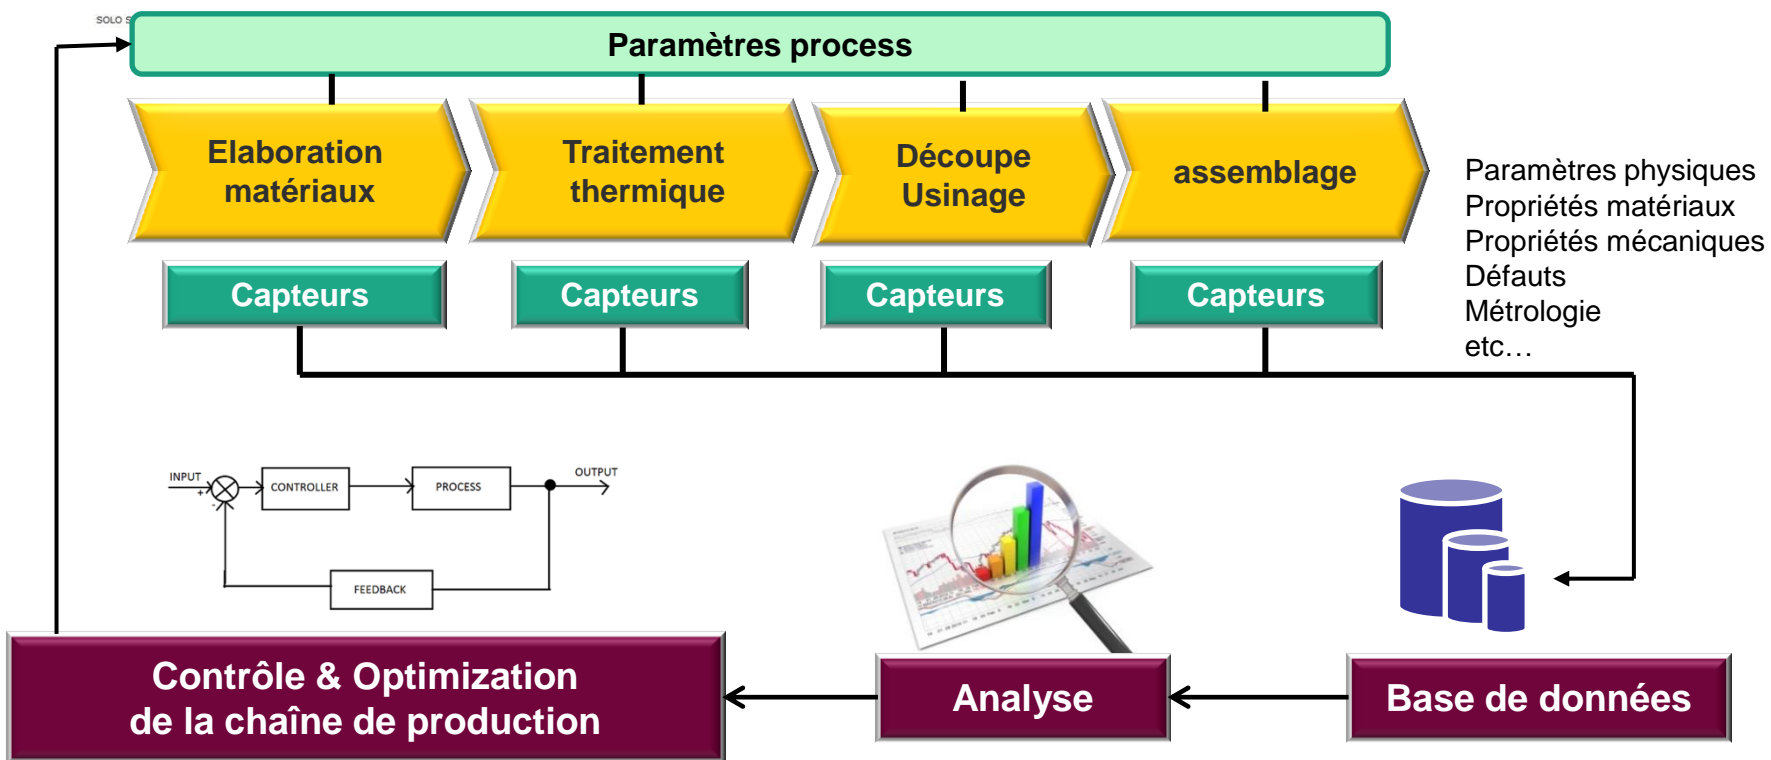 SOLO S
Paramètres process
Elaboration
matériaux
Traitement
thermique
Découpe
Usinage
assemblage
Paramètres physiques
Propriétés matériaux
Propriétés mécaniques
Défauts
Métrologie
etc…
Capteurs
Capteurs
Capteurs
Capteurs
INPUT
+
-
CONTROLLER
PROCESS
OUTPUT
FEEDBACK
Contrôle & Optimization
de la chaîne de production
Analyse
Base de données